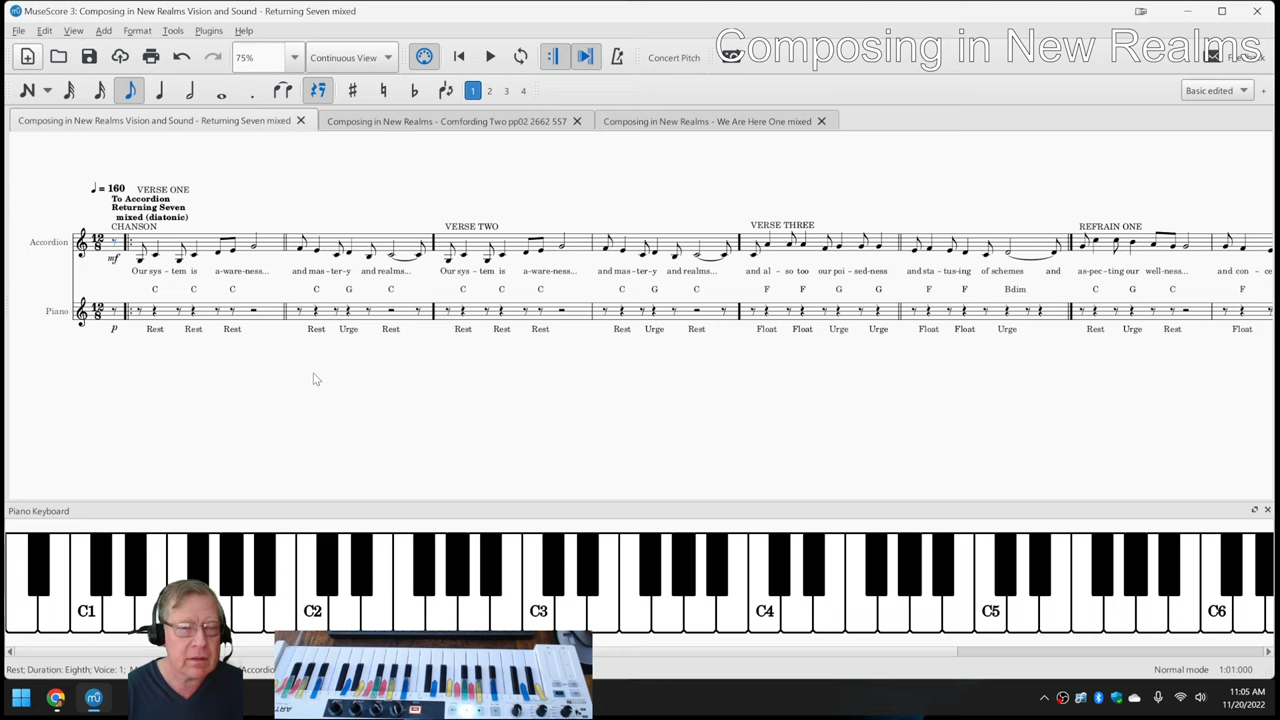 MuseScore 3: Composing in New Realms Vision and Sound - Returning Seven mixed
Composing in New Realms
File Edit View Add Format Tools Plugins Help
75% Continuous View Concert Pitch
1 2 3 4 Basic edited
Composing in New Realms Vision and Sound - Returning Seven mixed
Composing in New Realms - Comfording Two pp02 2662 557
Composing in New Realms - We Are Here One mixed
= 160 VERSE ONE
To Accordion
Returning Seven
mixed (diatonic)
CHANSON VERSE TWO VERSE THREE REFRAIN ONE
Accordion
mf
Our sys - tem is a-ware-ness... and mas-ter-y and realms... Our sys - tem is a-ware-ness... and mas-ter-y and realms... and al - so too our poi-sed-ness and sta-tus-ing of schemes and as-pec-ting our well-ness... and con - ce
C C C C G C C C C C G C F F G G F F Bdim C G C F
Piano
p
Rest Rest Rest Rest Urge Rest Rest Rest Rest Rest Urge Rest Float Float Urge Urge Float Float Urge Rest Urge Rest Float
Piano Keyboard
C1 C2 C3 C4 C5 C6
Rest; Duration: Eighth; Voice: 1;
Normal mode 1:01:000
11:05 AM
11/20/2022